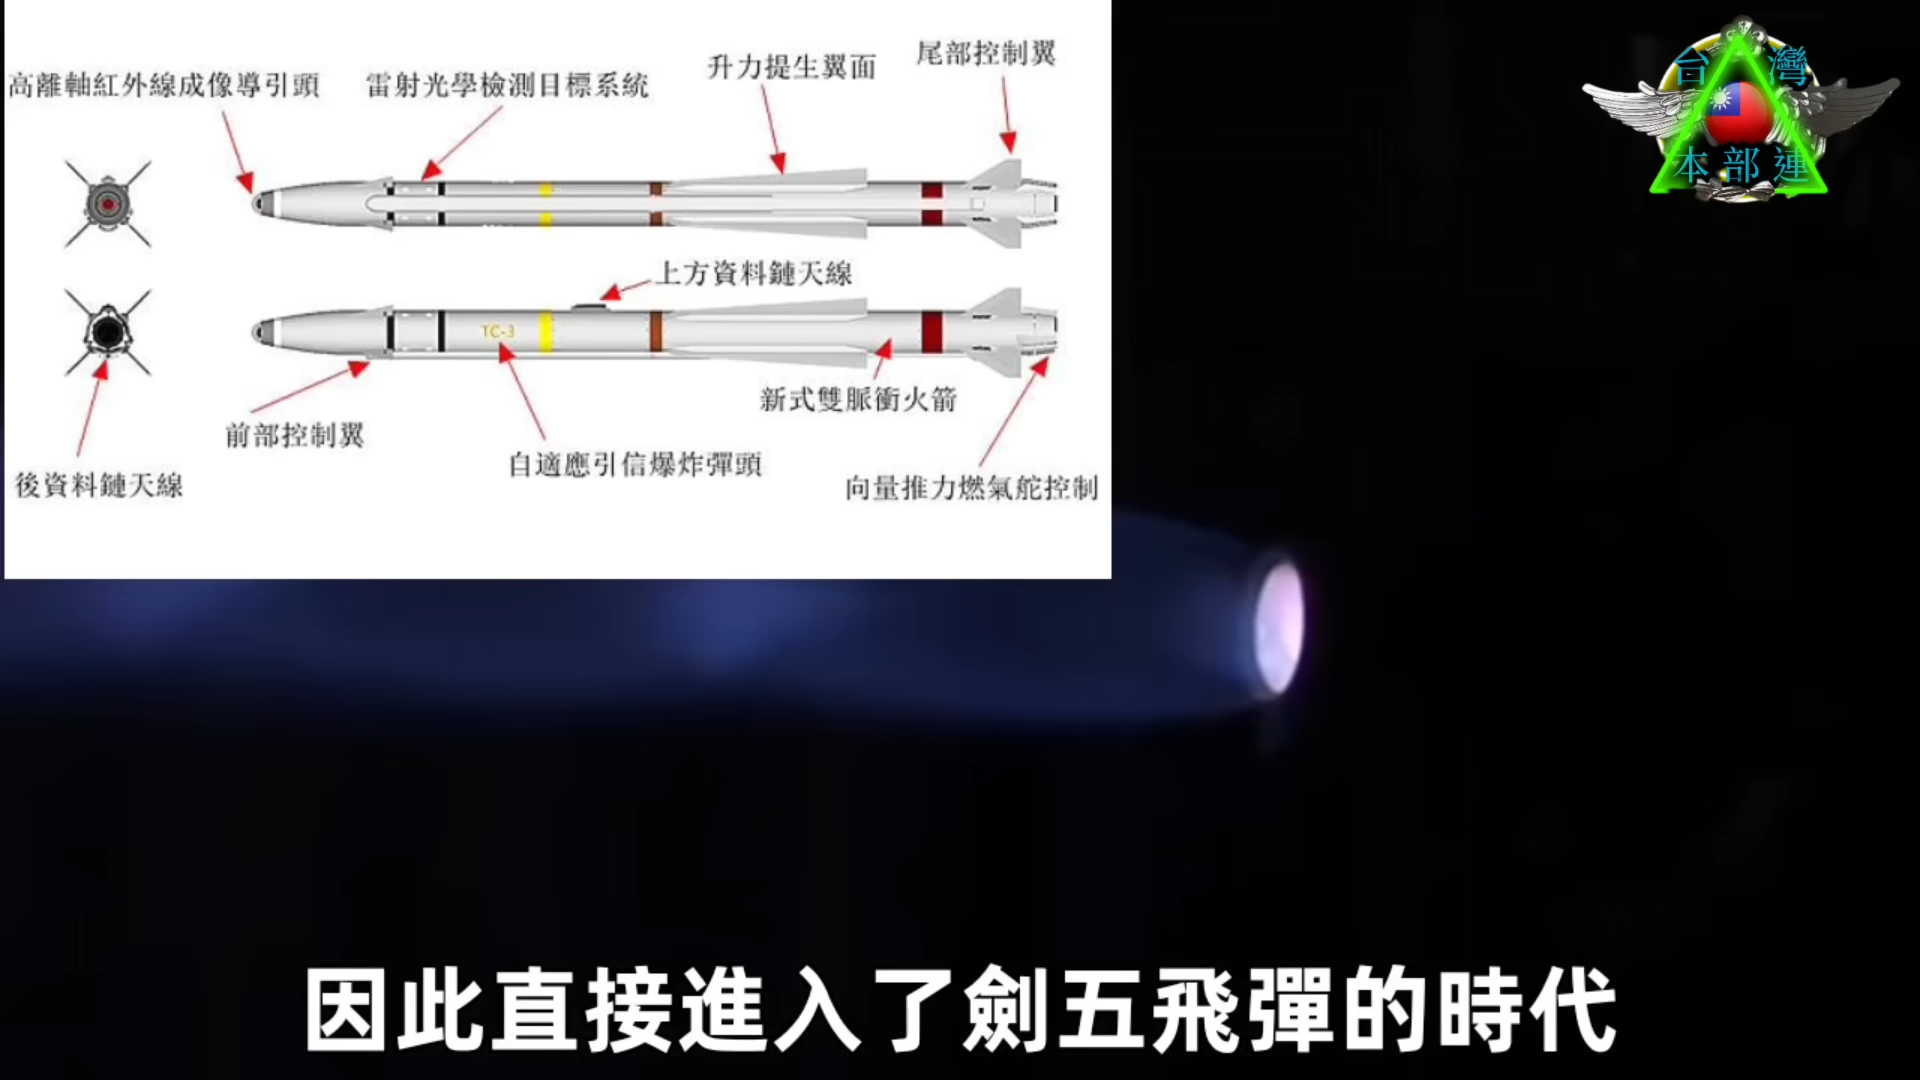 高離軸紅外線成像導引頭
雷射光學檢測目標系統
升力提生翼面
尾部控制翼
台灣
本部連
上方資料鏈天線
TC-3
新式雙脈衝火箭
前部控制翼
自適應引信爆炸彈頭
後資料鏈天線
向量推力燃氣舵控制
因此直接進入了劍五飛彈的時代